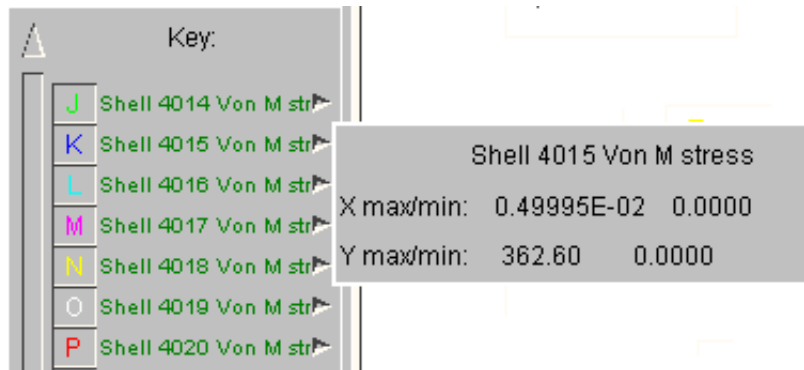 Key:
J Shell 4014 Von M str
K Shell 4015 Von M str
L Shell 4016 Von M str
M Shell 4017 Von M str
N Shell 4018 Von M str
O Shell 4019 Von M str
P Shell 4020 Von M str
Shell 4015 Von M stress
X max/min: 0.49995E-02 0.0000
Y max/min: 362.60 0.0000